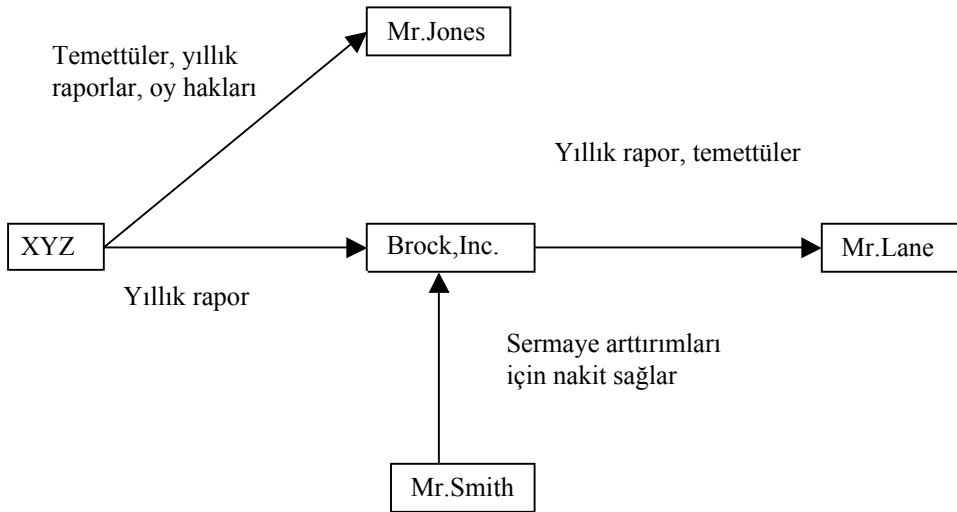 Mr.Jones
Temettüler, yıllık
raporlar, oy hakları
Yıllık rapor, temettüler
XYZ
Brock,Inc.
Mr.Lane
Yıllık rapor
Sermaye arttırımları
için nakit sağlar
Mr.Smith